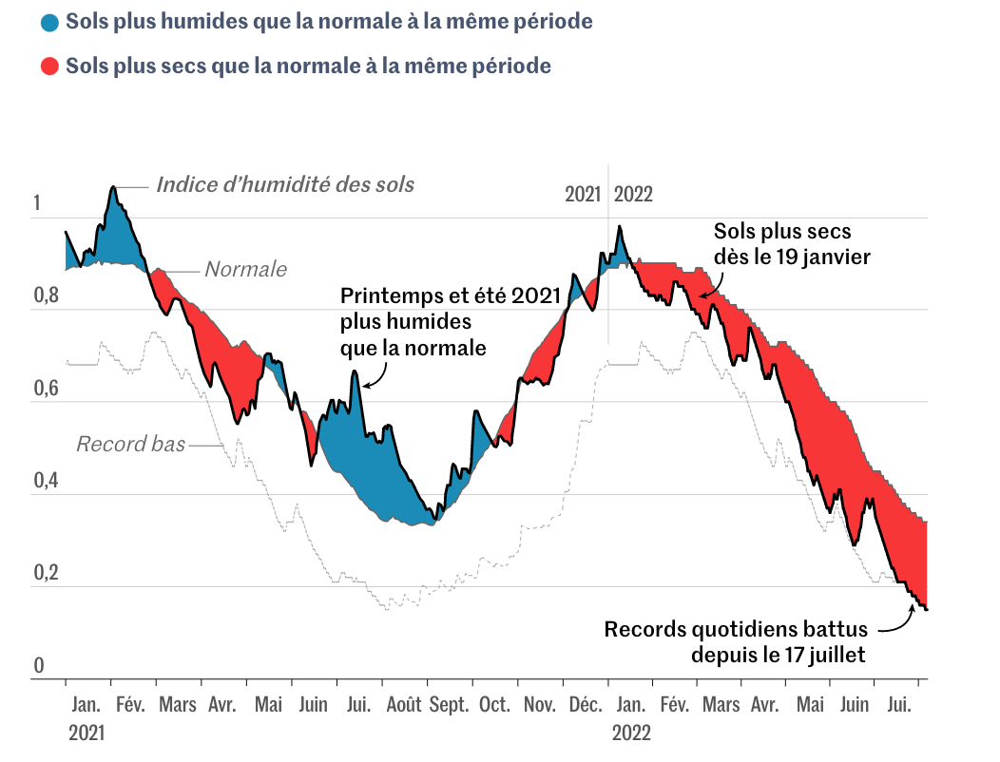 Sols plus humides que la normale à la même période
Sols plus secs que la normale à la même période
Indice d’humidité des sols
2021
2022
1
Sols plus secs
dès le 19 janvier
Normale
Printemps et été 2021
plus humides
que la normale
0,8
0,6
Record bas
0,4
0,2
Records quotidiens battus
depuis le 17 juillet
0
Jan. Fév. Mars Avr. Mai Juin Jui. Août Sept. Oct. Nov. Déc. Jan. Fév. Mars Avr. Mai Juin Jui.
2021 2022